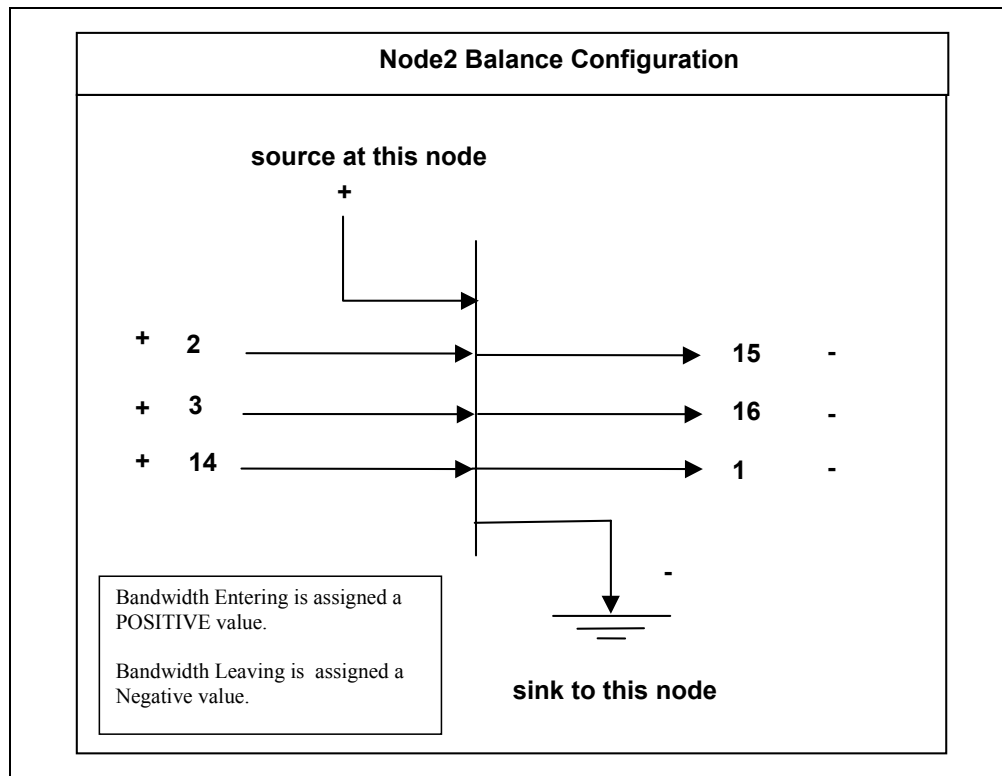 Node2 Balance Configuration
source at this node
+
+ 2 15 -
+ 3 16 -
+ 14 1 -
-
Bandwidth Entering is assigned a
POSITIVE value.
Bandwidth Leaving is assigned a
Negative value.
sink to this node